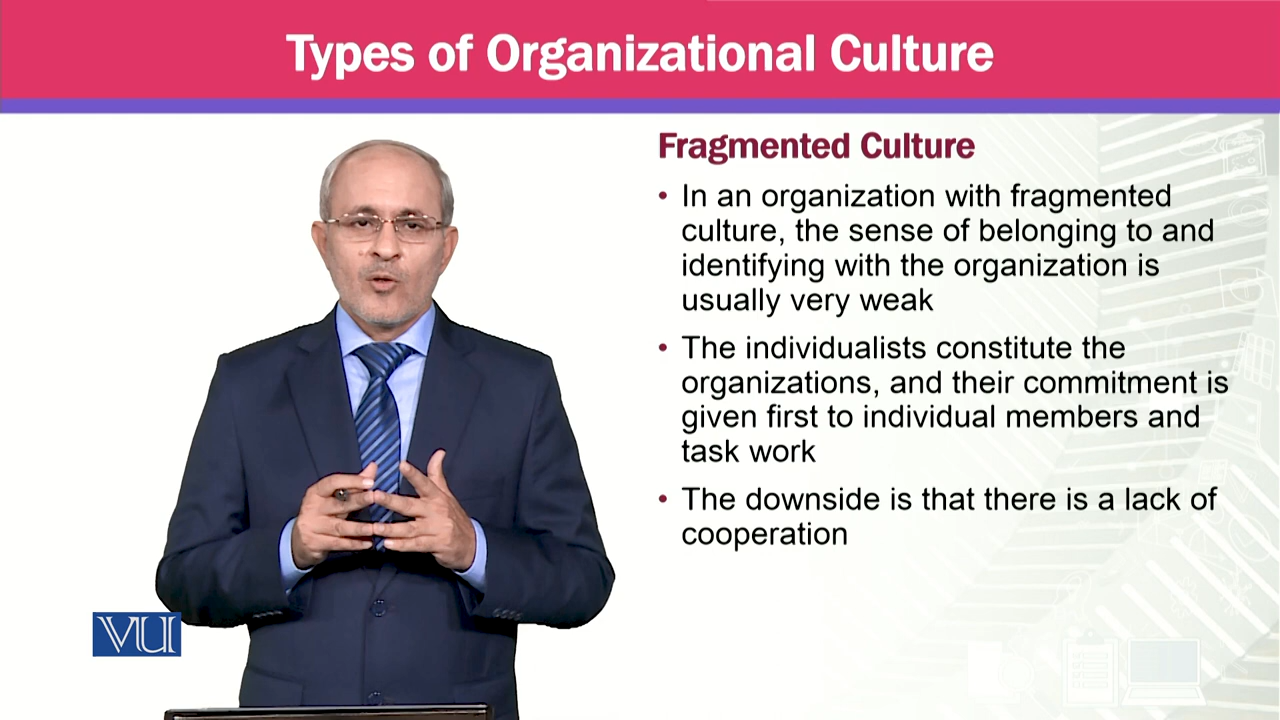 Types of Organizational Culture
Fragmented Culture
• In an organization with fragmented
culture, the sense of belonging to and
identifying with the organization is
usually very weak
• The individualists constitute the
organizations, and their commitment is
given first to individual members and
task work
• The downside is that there is a lack of
cooperation
VU